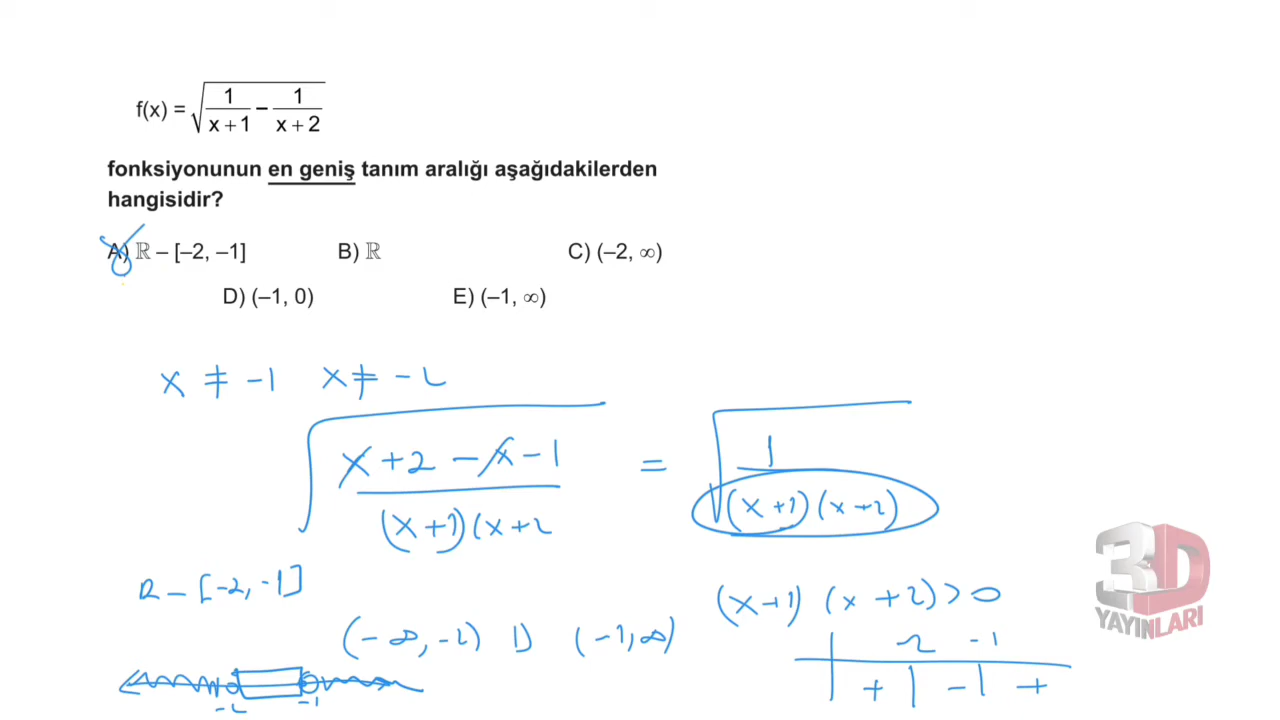 f(x) = √(1/(x+1) − 1/(x+2))
fonksiyonunun en geniş tanım aralığı aşağıdakilerden
hangisidir?
A) ℝ – [–2, –1] B) ℝ C) (–2, ∞)
D) (–1, 0) E) (–1, ∞)
x ≠ -1 x ≠ -2
√((x+2-x-1)/((x+1)(x+2)) = √(1/((x+1)(x+2)))
R - [-2, -1]
(x+1) (x+2) > 0
(-∞, -2) U (-1, ∞)
-2 -1
+ - +
-2 -1
3D
YAYINLARI